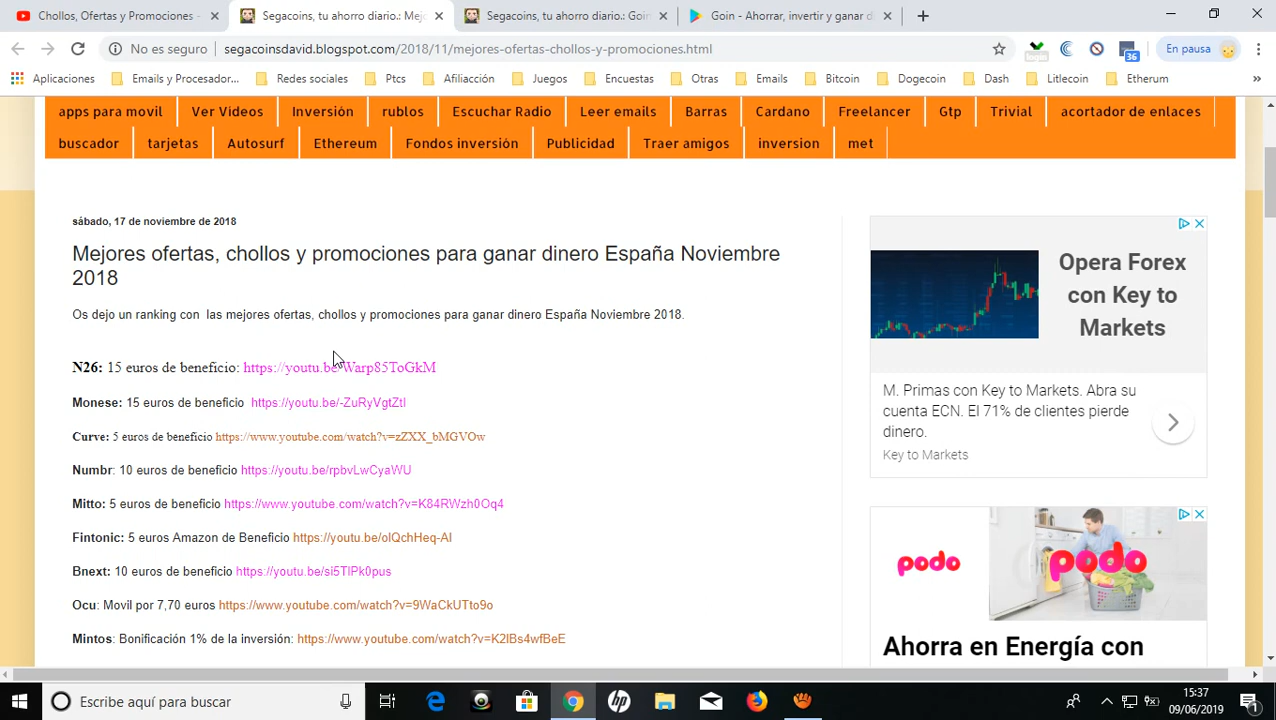 Chollos, Ofertas y Promociones -
Segacoins, tu ahorro diario.: Mejo
Segacoins, tu ahorro diario.: Goin
Goin - Ahorrar, invertir y ganar d
No es seguro
segacoinsdavid.blogspot.com/2018/11/mejores-ofertas-chollos-y-promociones.html
36
En pausa
Aplicaciones
Emails y Procesador...
Redes sociales
Ptcs
Afiliacción
Juegos
Encuestas
Otras
Emails
Bitcoin
Dogecoin
Dash
Litlecoin
Etherum
»
apps para movil
Ver Videos
Inversión
rublos
Escuchar Radio
Leer emails
Barras
Cardano
Freelancer
Gtp
Trivial
acortador de enlaces
buscador
tarjetas
Autosurf
Ethereum
Fondos inversión
Publicidad
Traer amigos
inversion
met
sábado, 17 de noviembre de 2018
Mejores ofertas, chollos y promociones para ganar dinero España Noviembre
2018
Os dejo un ranking con las mejores ofertas, chollos y promociones para ganar dinero España Noviembre 2018.
N26: 15 euros de beneficio: https://youtu.be/Warp85ToGkM
Monese: 15 euros de beneficio https://youtu.be/-ZuRyVgtZtI
Curve: 5 euros de beneficio https://www.youtube.com/watch?v=zZXX_bMGVOw
Numbr: 10 euros de beneficio https://youtu.be/rpbvLwCyaWU
Mitto: 5 euros de beneficio https://www.youtube.com/watch?v=K84RWzh0Oq4
Fintonic: 5 euros Amazon de Beneficio https://youtu.be/olQchHeq-AI
Bnext: 10 euros de beneficio https://youtu.be/si5TlPk0pus
Ocu: Movil por 7,70 euros https://www.youtube.com/watch?v=9WaCkUTto9o
Mintos: Bonificación 1% de la inversión: https://www.youtube.com/watch?v=K2lBs4wfBeE
Opera Forex
con Key to
Markets
M. Primas con Key to Markets. Abra su
cuenta ECN. El 71% de clientes pierde
dinero.
Key to Markets
podo
podo
Ahorra en Energía con
Escribe aquí para buscar
hp
15:37
09/06/2019
1